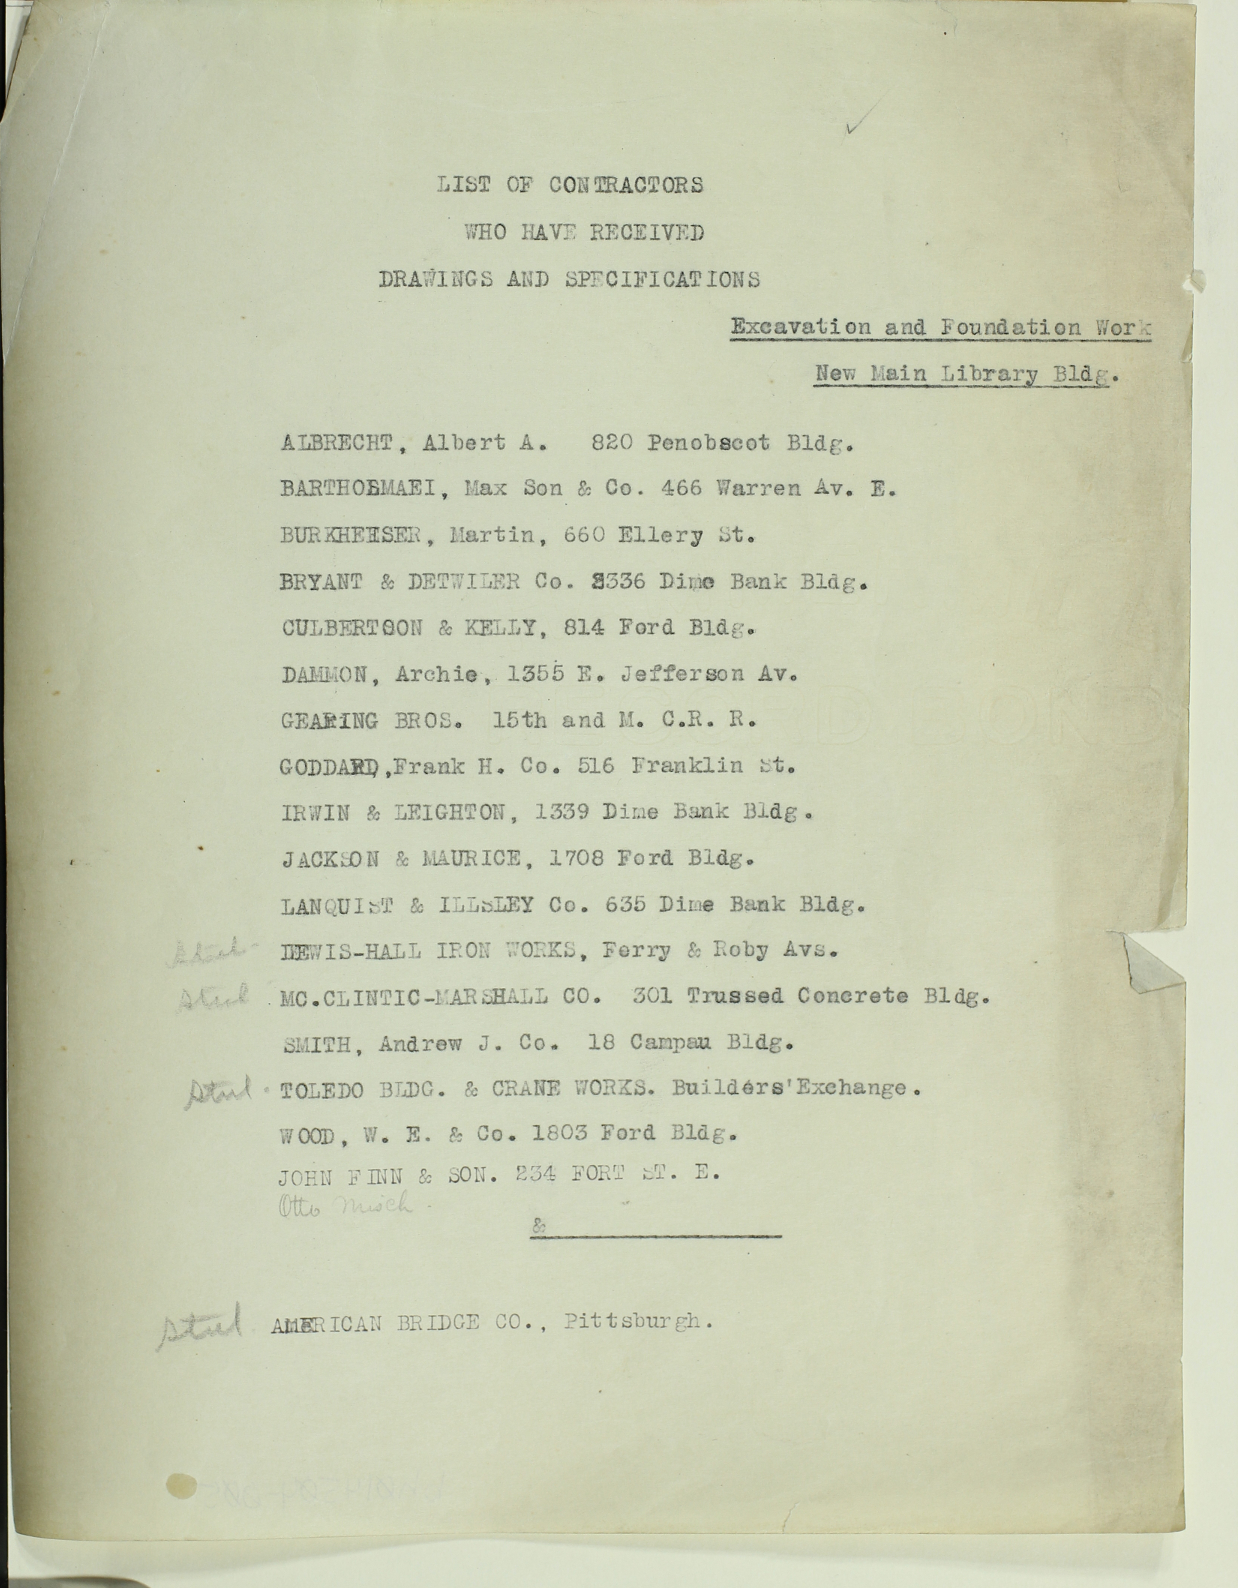 LIST OF CONTRACTORS
WHO HAVE RECEIVED
DRAWINGS AND SPECIFICATIONS
Excavation and Foundation Work
New Main Library Bldg.
ALBRECHT, Albert A. 820 Penobscot Bldg.
BARTHOLMAEI, Max Son & Co. 466 Warren Av. E.
BURKHEISER, Martin, 660 Ellery St.
BRYANT & DETWILER Co. 2336 Dime Bank Bldg.
CULBERTSON & KELLY, 814 Ford Bldg.
DAMMON, Archie, 1355 E. Jefferson Av.
GEARING BROS. 15th and M. C.R. R.
GODDARD,Frank H. Co. 516 Franklin St.
IRWIN & LEIGHTON, 1339 Dime Bank Bldg.
JACKSON & MAURICE, 1708 Ford Bldg.
LANQUIST & ILLSLEY Co. 635 Dime Bank Bldg.
Steel - LEWIS-HALL IRON WORKS, Ferry & Roby Avs.
Steel MC.CLINTIC-MARSHALL CO. 301 Trussed Concrete Bldg.
SMITH, Andrew J. Co. 18 Campau Bldg.
Steel - TOLEDO BLDG. & CRANE WORKS. Builders'Exchange.
WOOD, W. E. & Co. 1803 Ford Bldg.
JOHN FINN & SON. 234 FORT ST. E.
Otto Misch -
&
Steel AMERICAN BRIDGE CO., Pittsburgh.